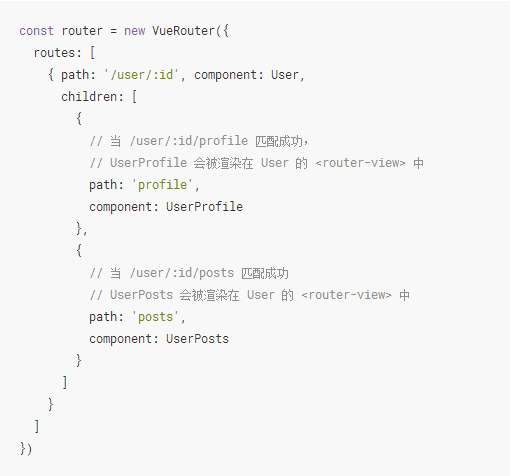 const router = new VueRouter({
  routes: [
    { path: '/user/:id', component: User,
      children: [
        {
          // 当 /user/:id/profile 匹配成功，
          // UserProfile 会被渲染在 User 的 <router-view> 中
          path: 'profile',
          component: UserProfile
        },
        {
          // 当 /user/:id/posts 匹配成功
          // UserPosts 会被渲染在 User 的 <router-view> 中
          path: 'posts',
          component: UserPosts
        }
      ]
    }
  ]
})